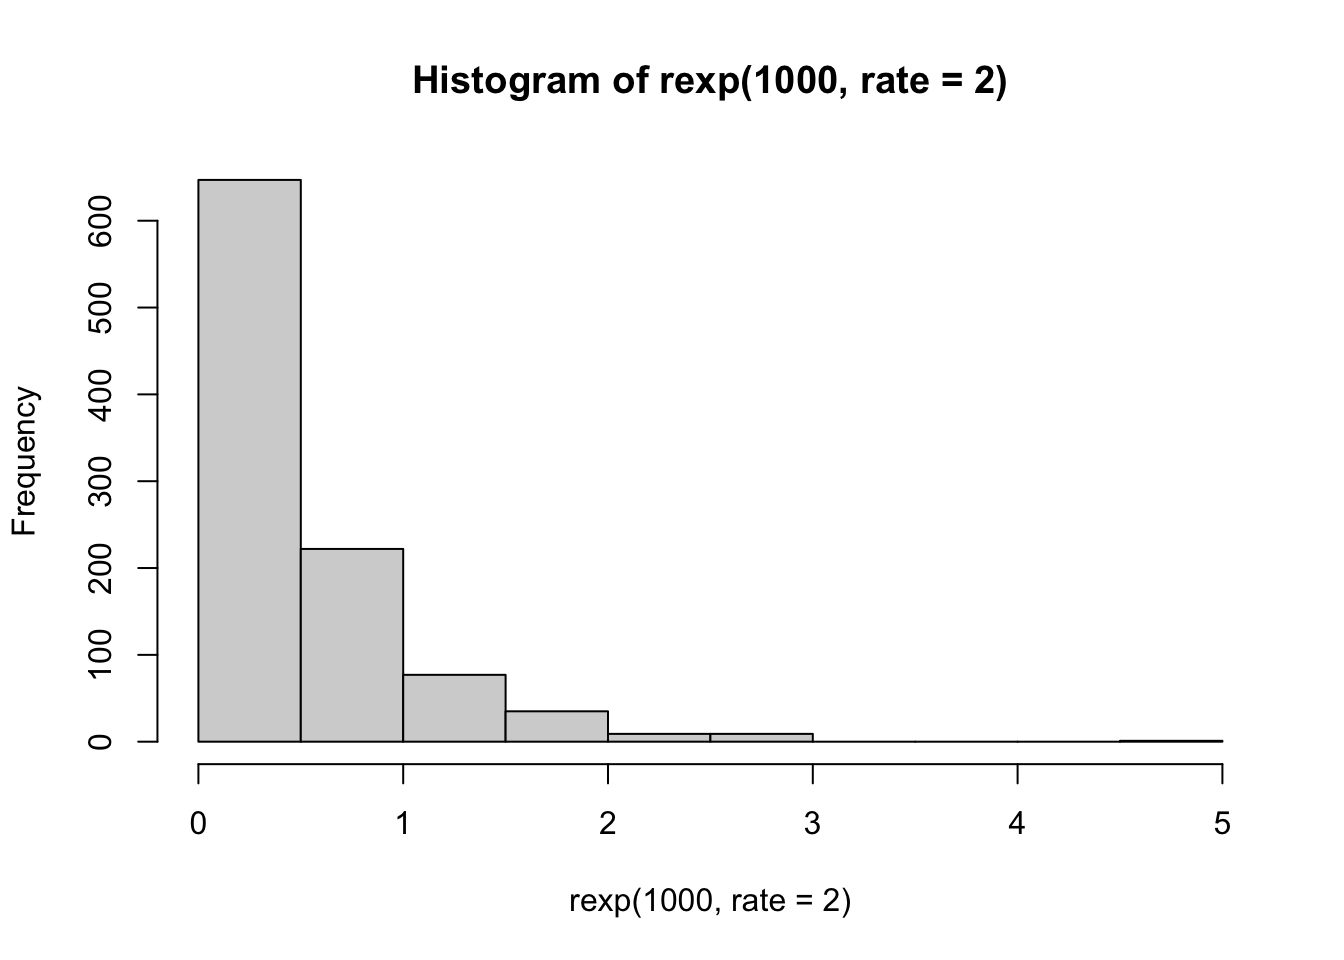 Histogram of rexp(1000, rate = 2)
Frequency
600
500
400
300
200
100
0
0 1 2 3 4 5
rexp(1000, rate = 2)